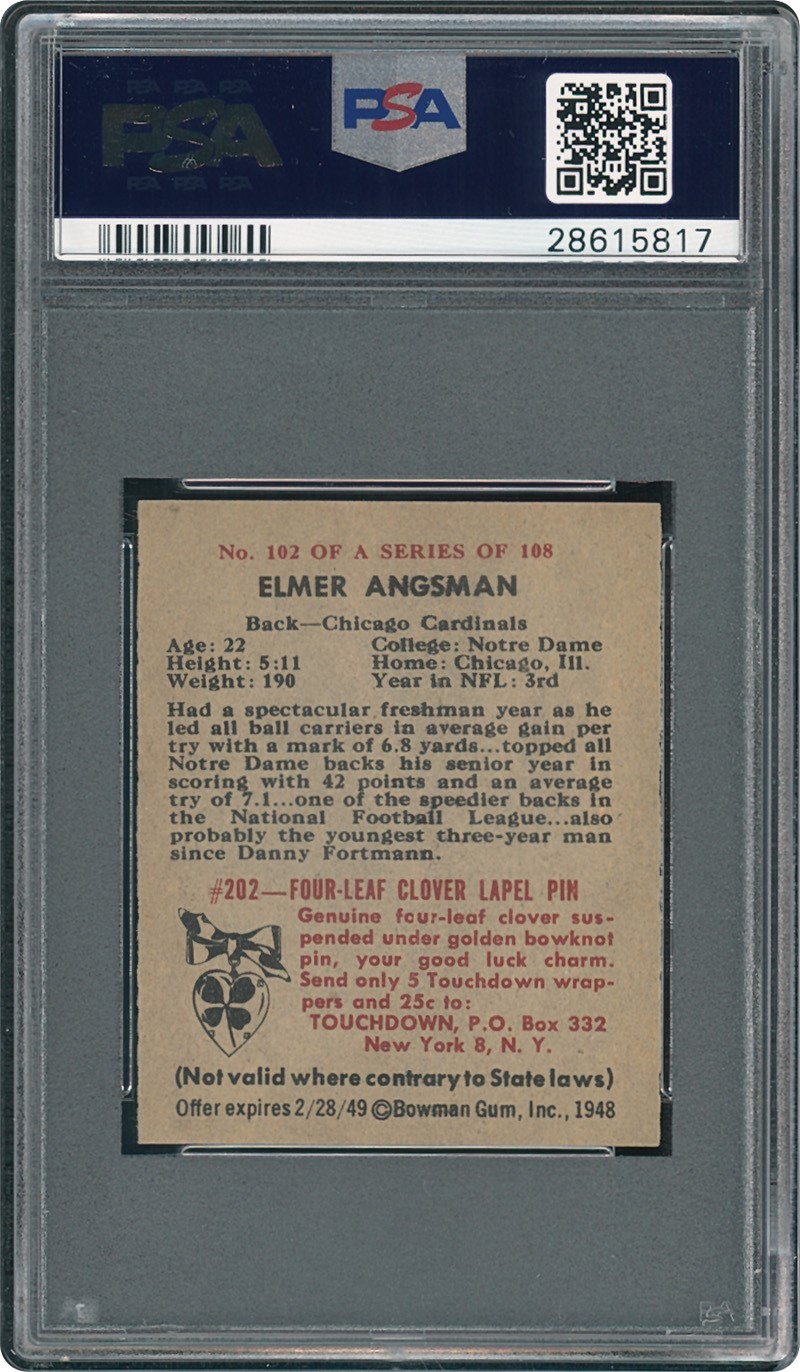 PSA PSA PSA
PSA
PSA PSA PSA
PSA
28615817
No. 102 OF A SERIES OF 108
ELMER ANGSMAN
Back—Chicago Cardinals
Age: 22 College: Notre Dame
Height: 5:11 Home: Chicago, Ill.
Weight: 190 Year in NFL: 3rd
Had a spectacular freshman year as he
led all ball carriers in average gain per
try with a mark of 6.8 yards...topped all
Notre Dame backs his senior year in
scoring with 42 points and an average
try of 7.1...one of the speedier backs in
the National Football League...also
probably the youngest three-year man
since Danny Fortmann.
#202—FOUR-LEAF CLOVER LAPEL PIN
Genuine four-leaf clover sus-
pended under golden bowknot
pin, your good luck charm.
Send only 5 Touchdown wrap-
pers and 25c to:
TOUCHDOWN, P.O. Box 332
New York 8, N. Y.
(Not valid where contrary to State laws)
Offer expires 2/28/49 ©Bowman Gum, Inc., 1948
PSA